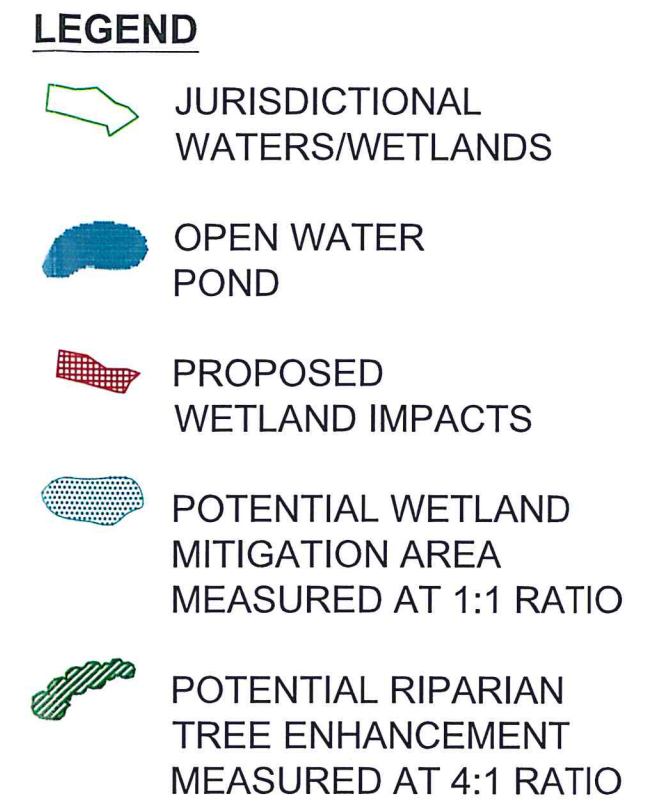 LEGEND
JURISDICTIONAL
WATERS/WETLANDS
OPEN WATER
POND
PROPOSED
WETLAND IMPACTS
POTENTIAL WETLAND
MITIGATION AREA
MEASURED AT 1:1 RATIO
POTENTIAL RIPARIAN
TREE ENHANCEMENT
MEASURED AT 4:1 RATIO